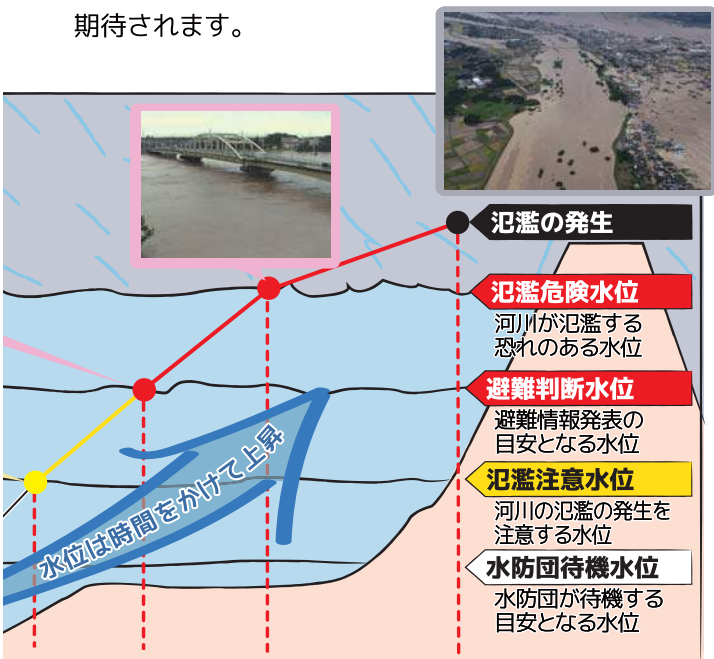 期待されます。
氾濫の発生
氾濫危険水位
河川が氾濫する
恐れのある水位
避難判断水位
避難情報発表の
目安となる水位
氾濫注意水位
河川の氾濫の発生を
注意する水位
水防団待機水位
水防団が待機する
目安となる水位
水位は時間をかけて上昇